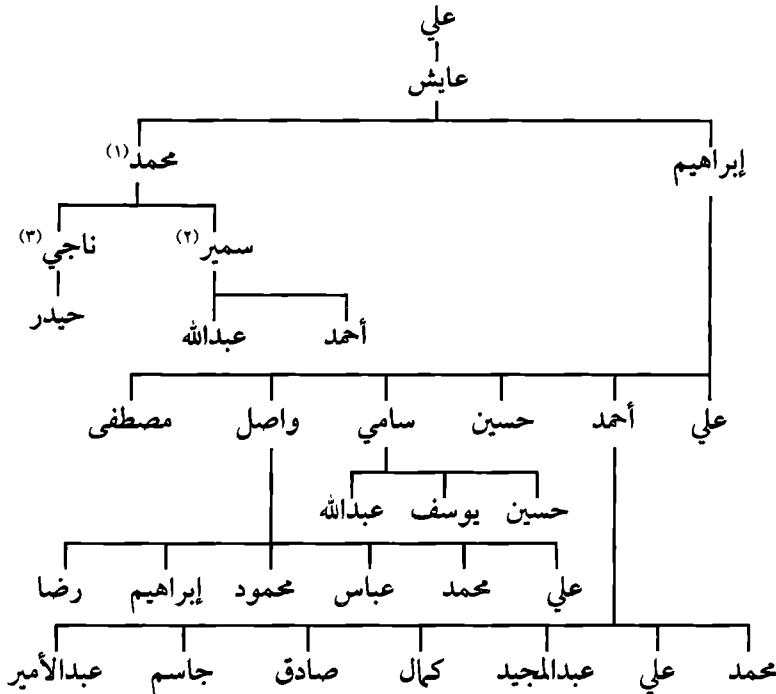 علي
عايش
إبراهيم محمد (١)
سمير (٢) ناجي (٣)
أحمد عبدالله حيدر
علي أحمد حسين سامي واصل مصطفى
حسين يوسف عبدالله
علي محمد عباس محمود إبراهيم رضا
محمد علي عبدالمجيد كمال صادق جاسم عبدالأمير